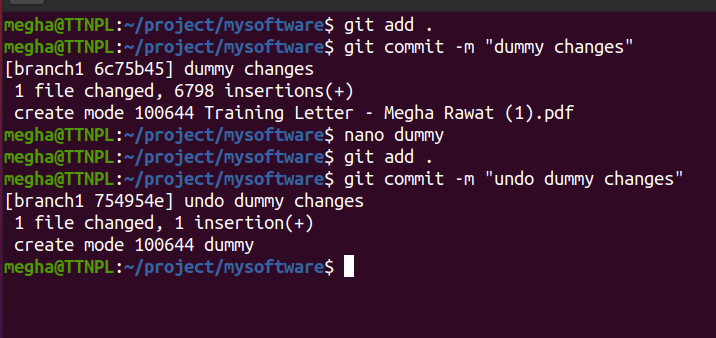 megha@TTNPL:~/project/mysoftware$ git add .
megha@TTNPL:~/project/mysoftware$ git commit -m "dummy changes"
[branch1 6c75b45] dummy changes
 1 file changed, 6798 insertions(+)
 create mode 100644 Training Letter - Megha Rawat (1).pdf
megha@TTNPL:~/project/mysoftware$ nano dummy
megha@TTNPL:~/project/mysoftware$ git add .
megha@TTNPL:~/project/mysoftware$ git commit -m "undo dummy changes"
[branch1 754954e] undo dummy changes
 1 file changed, 1 insertion(+)
 create mode 100644 dummy
megha@TTNPL:~/project/mysoftware$